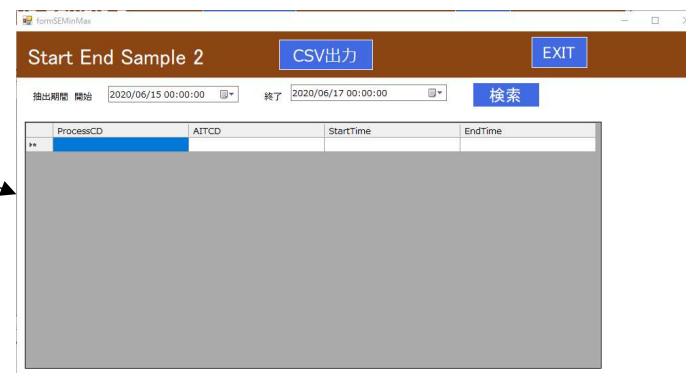 formSEMinMax
Start End Sample 2 CSV出力 EXIT
抽出期間 開始 2020/06/15 00:00:00 終了 2020/06/17 00:00:00 検索
ProcessCD AITCD StartTime EndTime